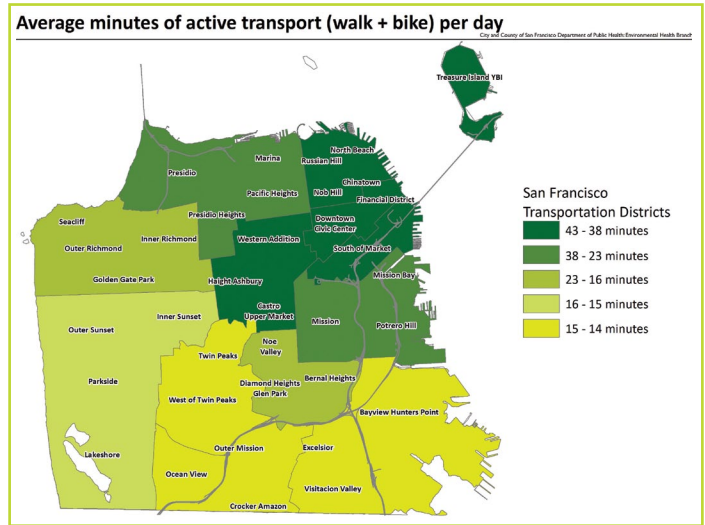 Average minutes of active transport (walk + bike) per day
City and County of San Francisco Department of Public Health:Environmental Health Branch
Treasure Island YBI
North Beach
Marina
Russian Hill
Presidio
Chinatown
Pacific Heights
Nob Hill
Financial District
Presidio Heights
Downtown
Civic Center
Seacliff
Inner Richmond
Western Addition
Outer Richmond
South of Market
Golden Gate Park
Haight Ashbury
Mission Bay
Castro
Upper Market
Inner Sunset
Outer Sunset
Mission
Potrero Hill
Noe
Valley
Twin Peaks
Parkside
Diamond Heights
Glen Park
Bernal Heights
West of Twin Peaks
Bayview Hunters Point
Lakeshore
Outer Mission
Excelsior
Ocean View
Visitacion Valley
Crocker Amazon
San Francisco
Transportation Districts
43 - 38 minutes
38 - 23 minutes
23 - 16 minutes
16 - 15 minutes
15 - 14 minutes